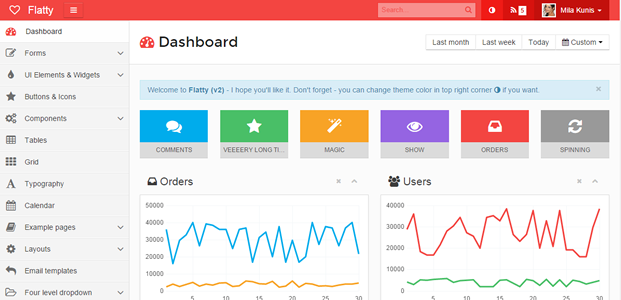 Flatty
Search...
5
Mila Kunis
Dashboard
Forms
UI Elements & Widgets
Buttons & Icons
Components
Tables
Grid
Typography
Calendar
Example pages
Layouts
Email templates
Four level dropdown
Dashboard
Last month
Last week
Today
Custom
Welcome to Flatty (v2) - I hope you'll like it. Don't forget - you can change theme color in top right corner if you want.
COMMENTS
VEEEERY LONG TI...
MAGIC
SHOW
ORDERS
SPINNING
Orders
50000
40000
30000
20000
10000
0
5
10
15
20
25
30
Users
40000
30000
20000
10000
0
5
10
15
20
25
30